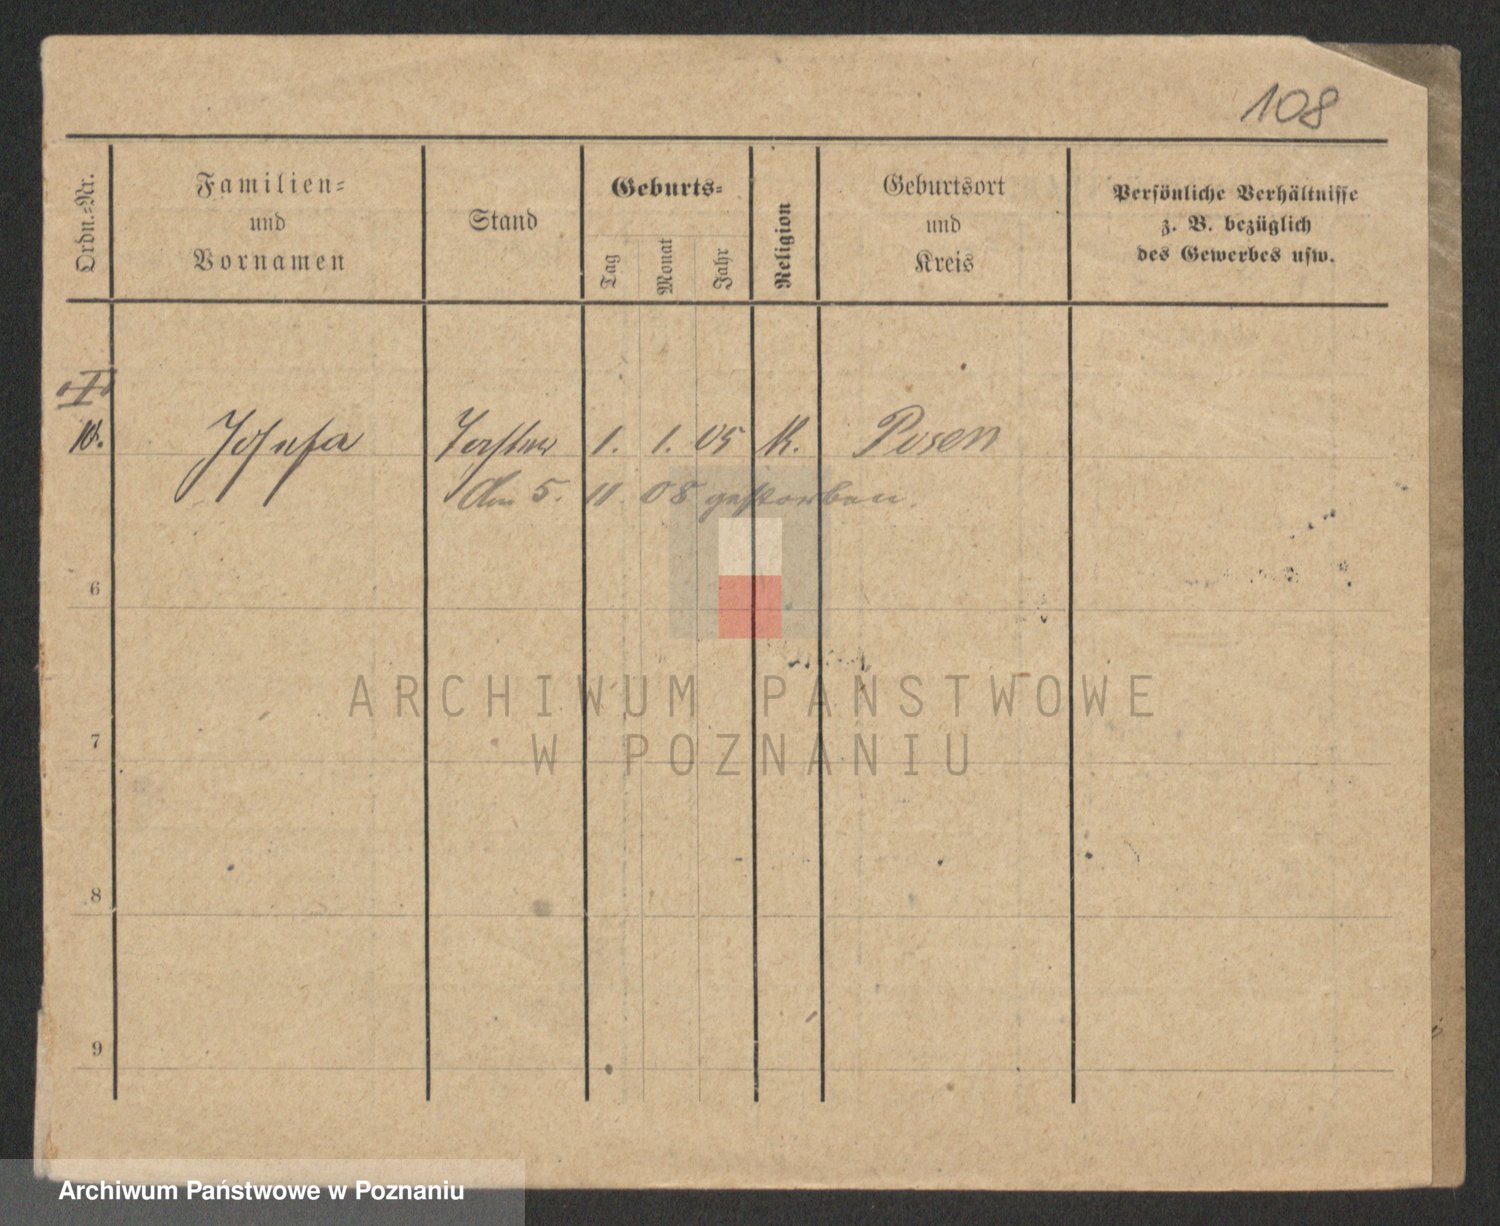 108
Ordn.=Nr.
Familien=
und
Vornamen
Stand
Geburts=
Tag
Monat
Jahr
Religion
Geburtsort
und
Kreis
Persönliche Verhältnisse
z. B. bezüglich
des Gewerbes usw.
I
10. Josefa Tochter 1. 1. 05 K. Posen
Am 5. 11. 08 gestorben.
6
ARCHIWUM PAŃSTWOWE
W POZNANIU
7
8
9
Archiwum Państwowe w Poznaniu